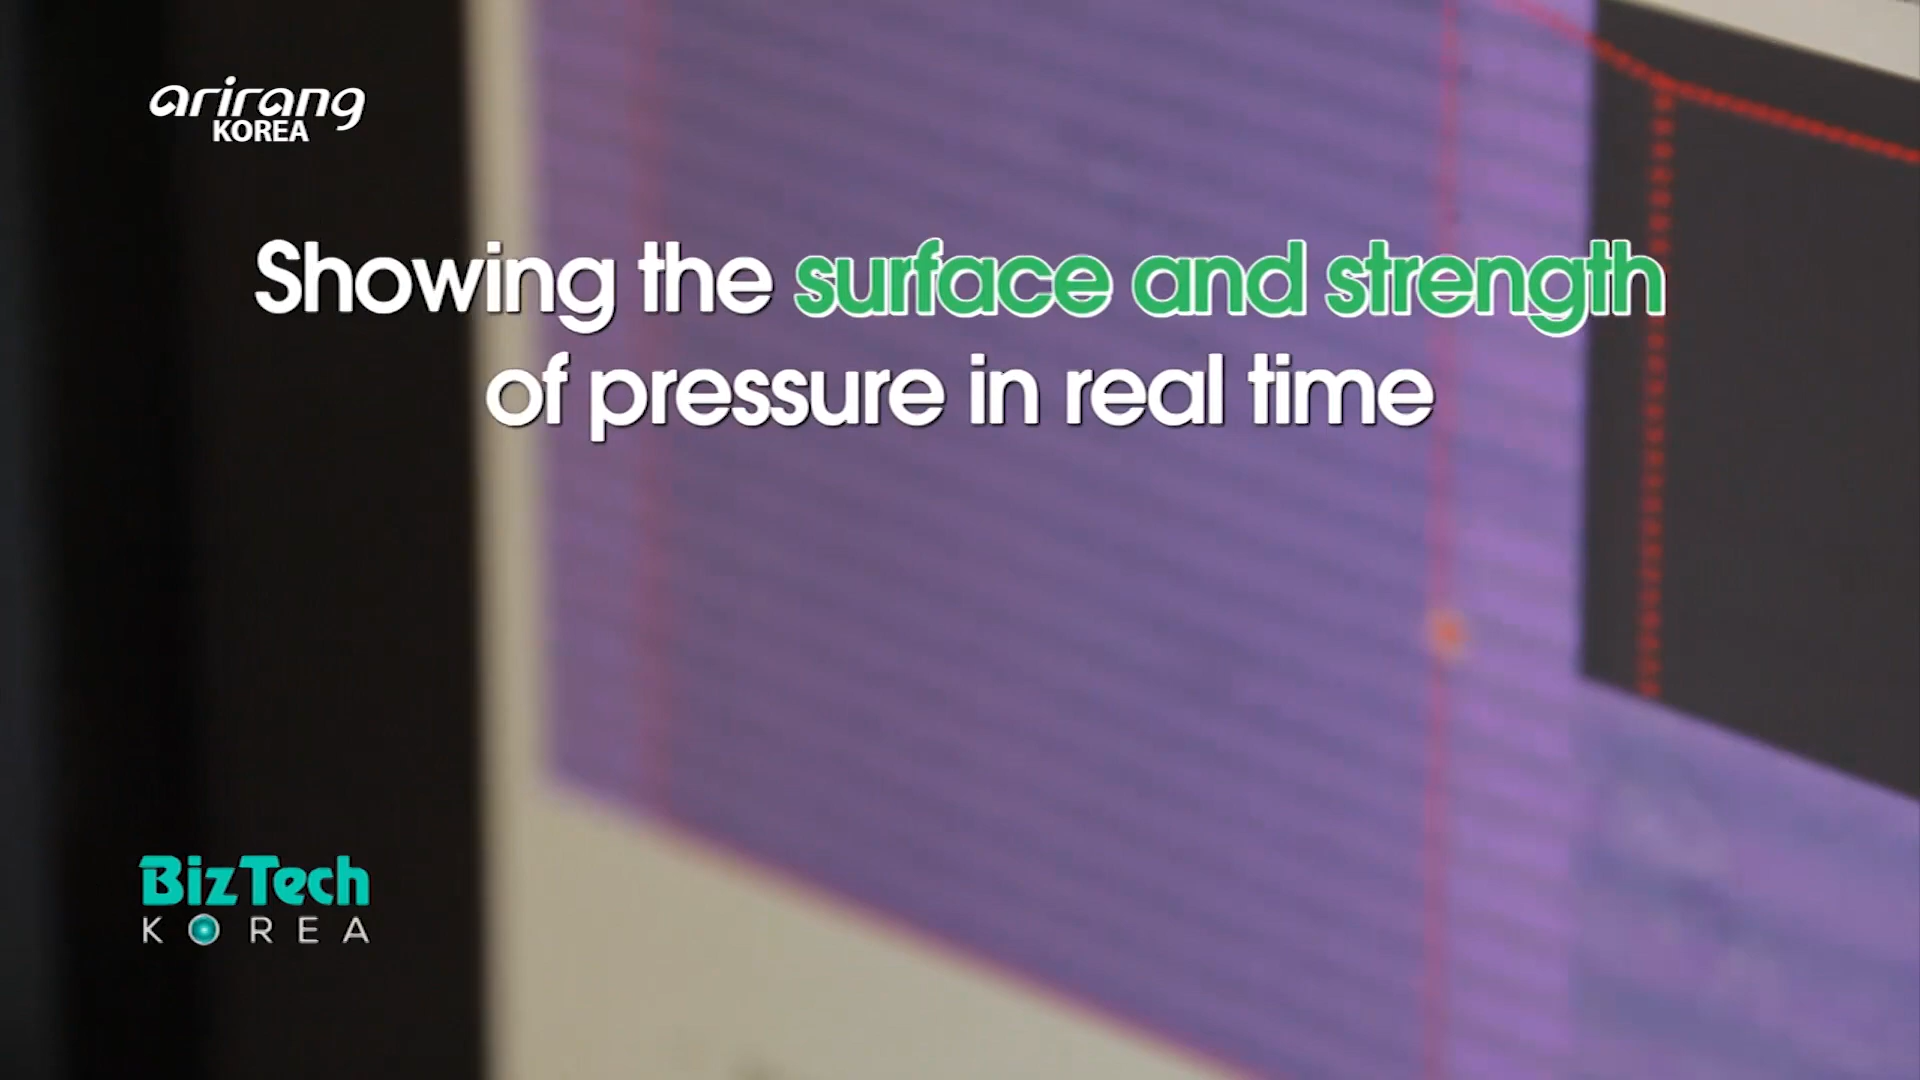 arirang
KOREA
Showing the surface and strength
of pressure in real time
BizTech
KOREA